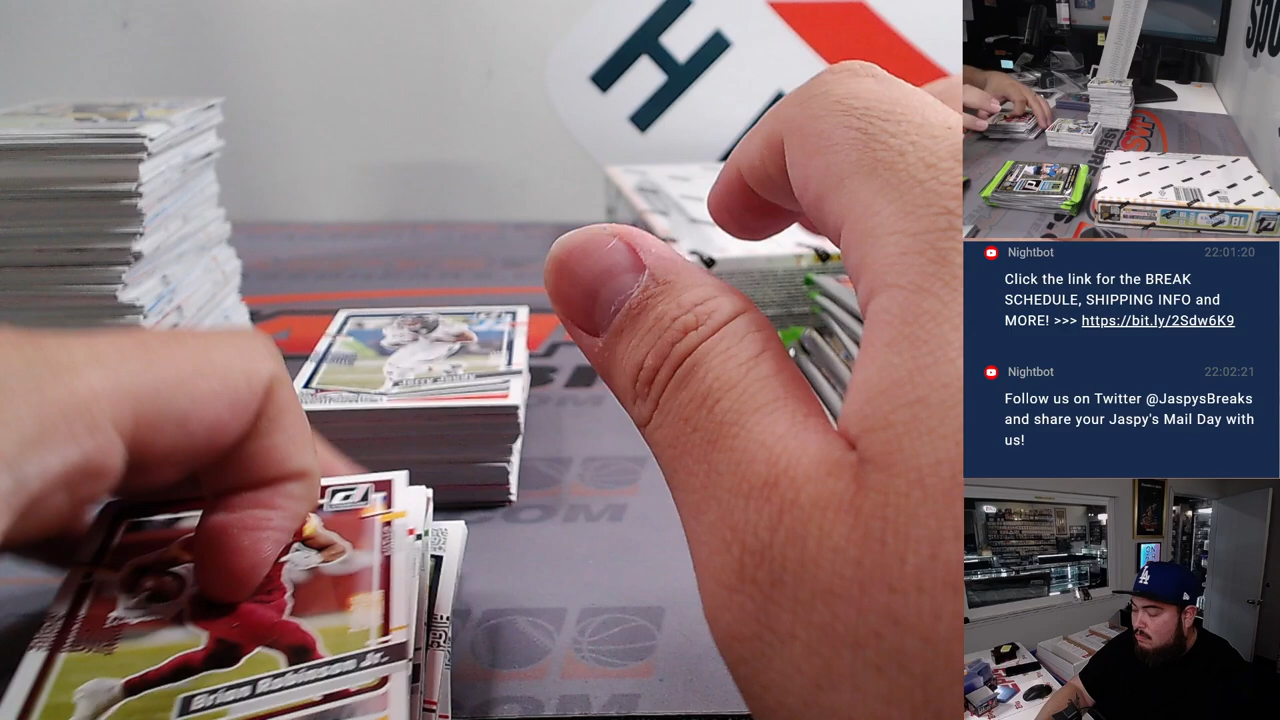 H
Brian Robinson Jr.
COM
Nightbot 22:01:20
Click the link for the BREAK
SCHEDULE, SHIPPING INFO and
MORE! >>> https://bit.ly/2Sdw6K9
Nightbot 22:02:21
Follow us on Twitter @JaspysBreaks
and share your Jaspy's Mail Day with
us!